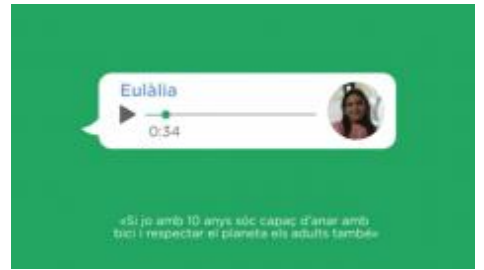 Eulàlia
0:34
«Si jo amb 10 anys sóc capaç d'anar amb
bici i respectar el planeta els adults també»